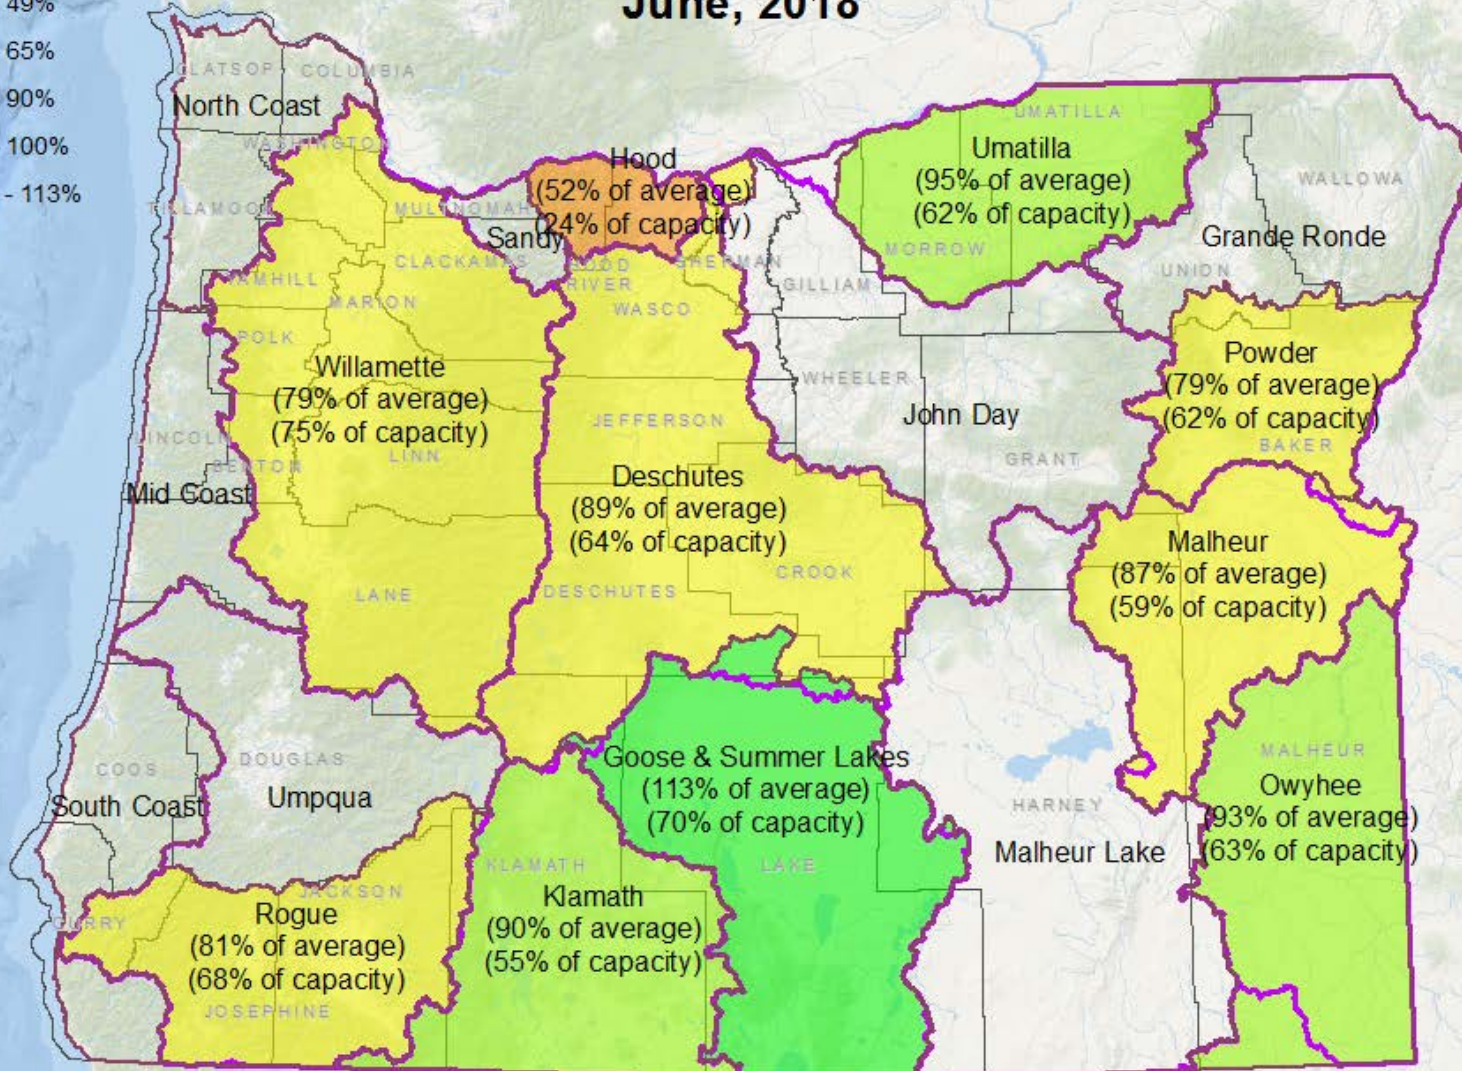 49%
June, 2018
65%
90%
100%
- 113%
CLATSOP
COLUMBIA
North Coast
WASHINGTON
TILLAMOOK
MULTNOMAH
Hood
(52% of average)
(24% of capacity)
Sandy
HOOD
RIVER
SHERMAN
UMATILLA
Umatilla
(95% of average)
(62% of capacity)
MORROW
WALLOWA
Grande Ronde
UNION
GILLIAM
CLACKAMAS
YAMHILL
MARION
WASCO
POLK
Willamette
(79% of average)
(75% of capacity)
LINN
LINCOLN
BENTON
Mid Coast
JEFFERSON
Deschutes
(89% of average)
(64% of capacity)
CROOK
DESCHUTES
LANE
WHEELER
John Day
GRANT
Powder
(79% of average)
(62% of capacity)
BAKER
Malheur
(87% of average)
(59% of capacity)
COOS
DOUGLAS
South Coast
Umpqua
Goose & Summer Lakes
(113% of average)
(70% of capacity)
LAKE
HARNEY
Malheur Lake
MALHEUR
Owyhee
(93% of average)
(63% of capacity)
KLAMATH
Klamath
(90% of average)
(55% of capacity)
CURRY
JACKSON
Rogue
(81% of average)
(68% of capacity)
JOSEPHINE